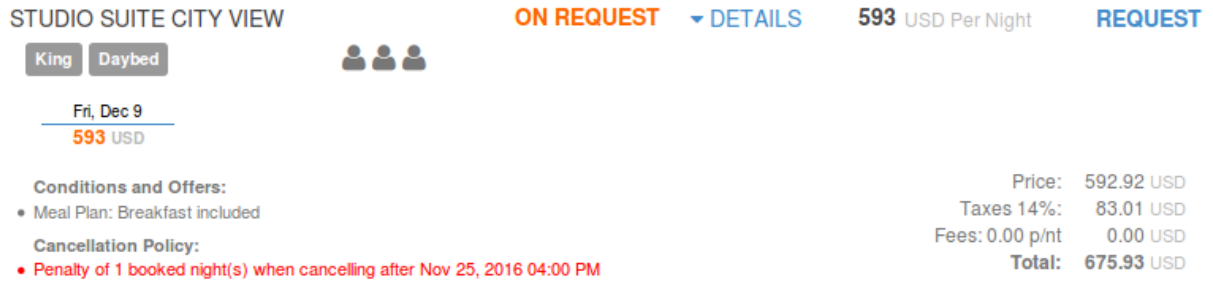 STUDIO SUITE CITY VIEW ON REQUEST DETAILS 593 USD Per Night REQUEST
King Daybed
Fri, Dec 9
593 USD
Conditions and Offers:
• Meal Plan: Breakfast included
Cancellation Policy:
• Penalty of 1 booked night(s) when cancelling after Nov 25, 2016 04:00 PM
Price: 592.92 USD
Taxes 14%: 83.01 USD
Fees: 0.00 p/nt 0.00 USD
Total: 675.93 USD